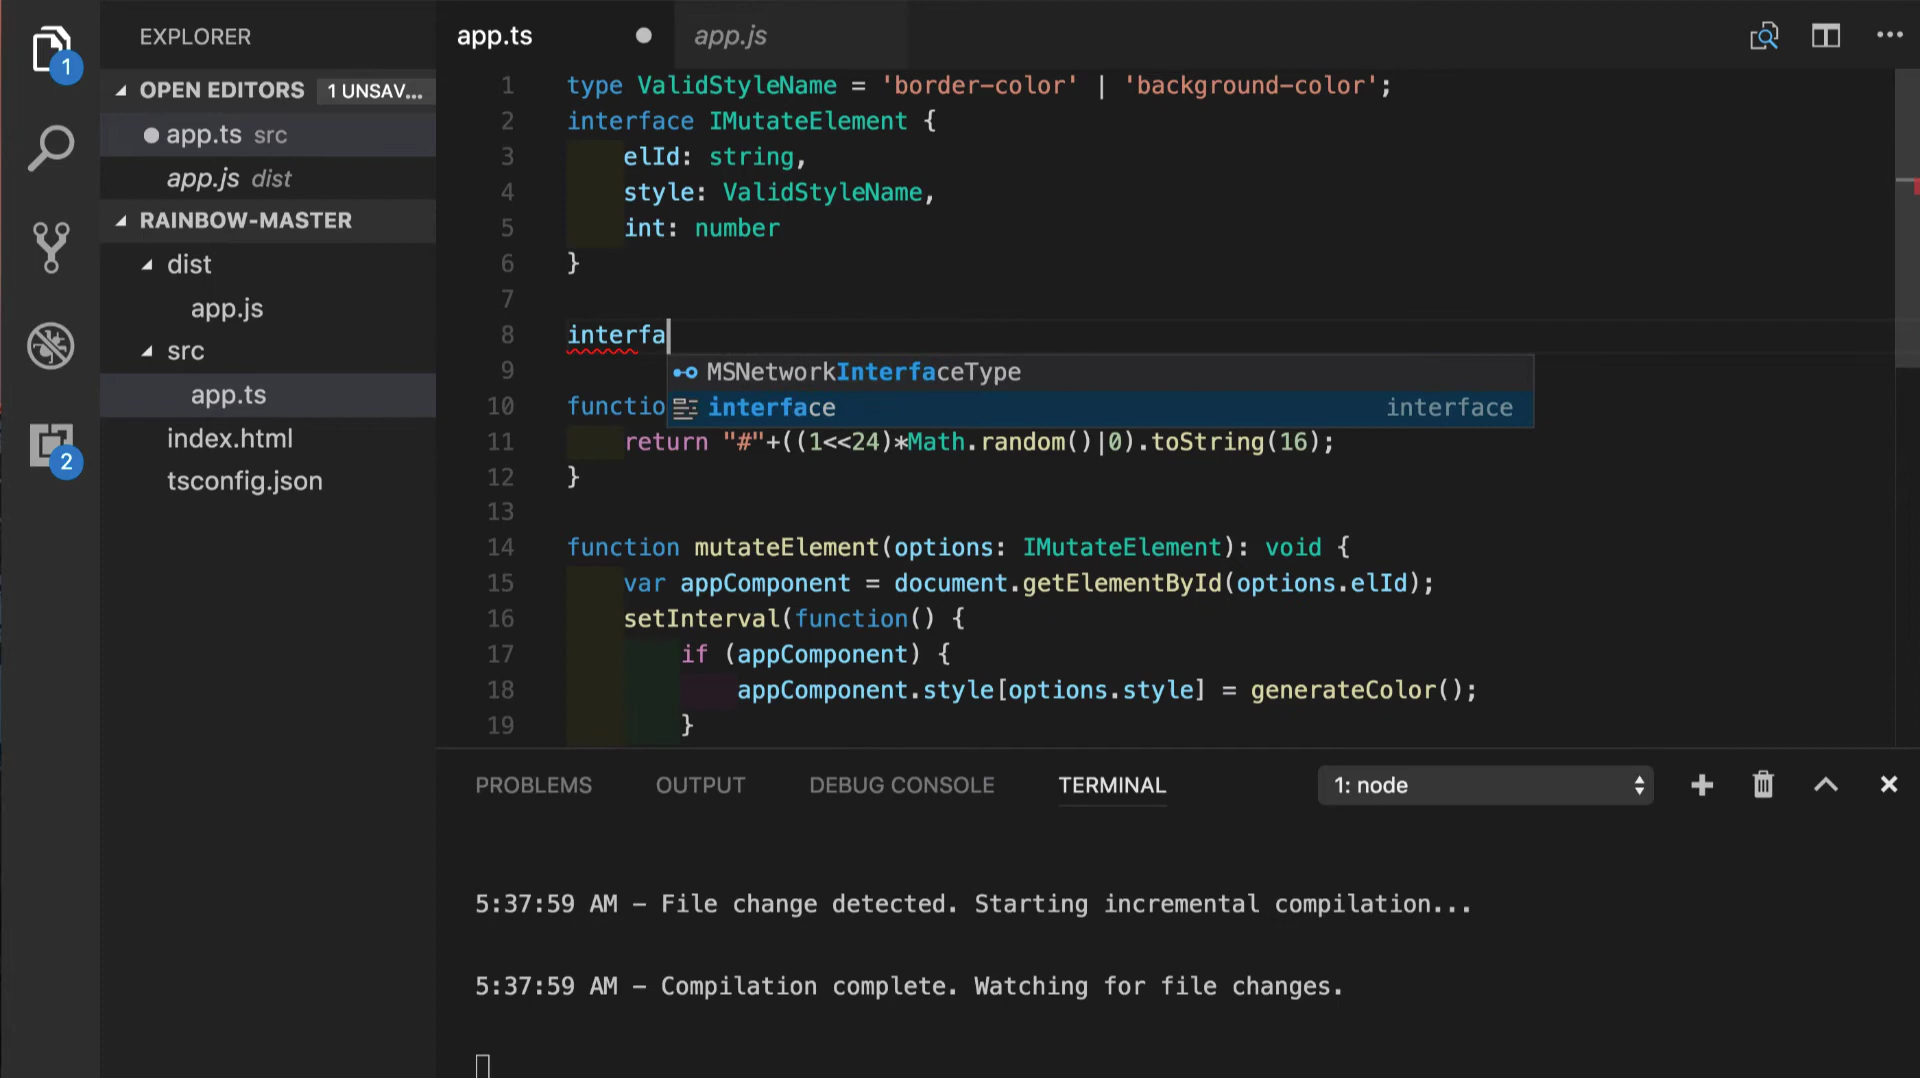 EXPLORER
OPEN EDITORS 1 UNSAV...
app.ts src
app.js dist
RAINBOW-MASTER
dist
app.js
src
app.ts
index.html
tsconfig.json
1
2
app.ts
app.js
1 type ValidStyleName = 'border-color' | 'background-color';
2 interface IMutateElement {
3 elId: string,
4 style: ValidStyleName,
5 int: number
6 }
7
8 interfa
MSNetworkInterfaceType
interface interface
9
10 functio
11 return "#"+((1<<24)*Math.random()|0).toString(16);
12 }
13
14 function mutateElement(options: IMutateElement): void {
15 var appComponent = document.getElementById(options.elId);
16 setInterval(function() {
17 if (appComponent) {
18 appComponent.style[options.style] = generateColor();
19 }
PROBLEMS OUTPUT DEBUG CONSOLE TERMINAL 1: node
5:37:59 AM – File change detected. Starting incremental compilation...
5:37:59 AM – Compilation complete. Watching for file changes.